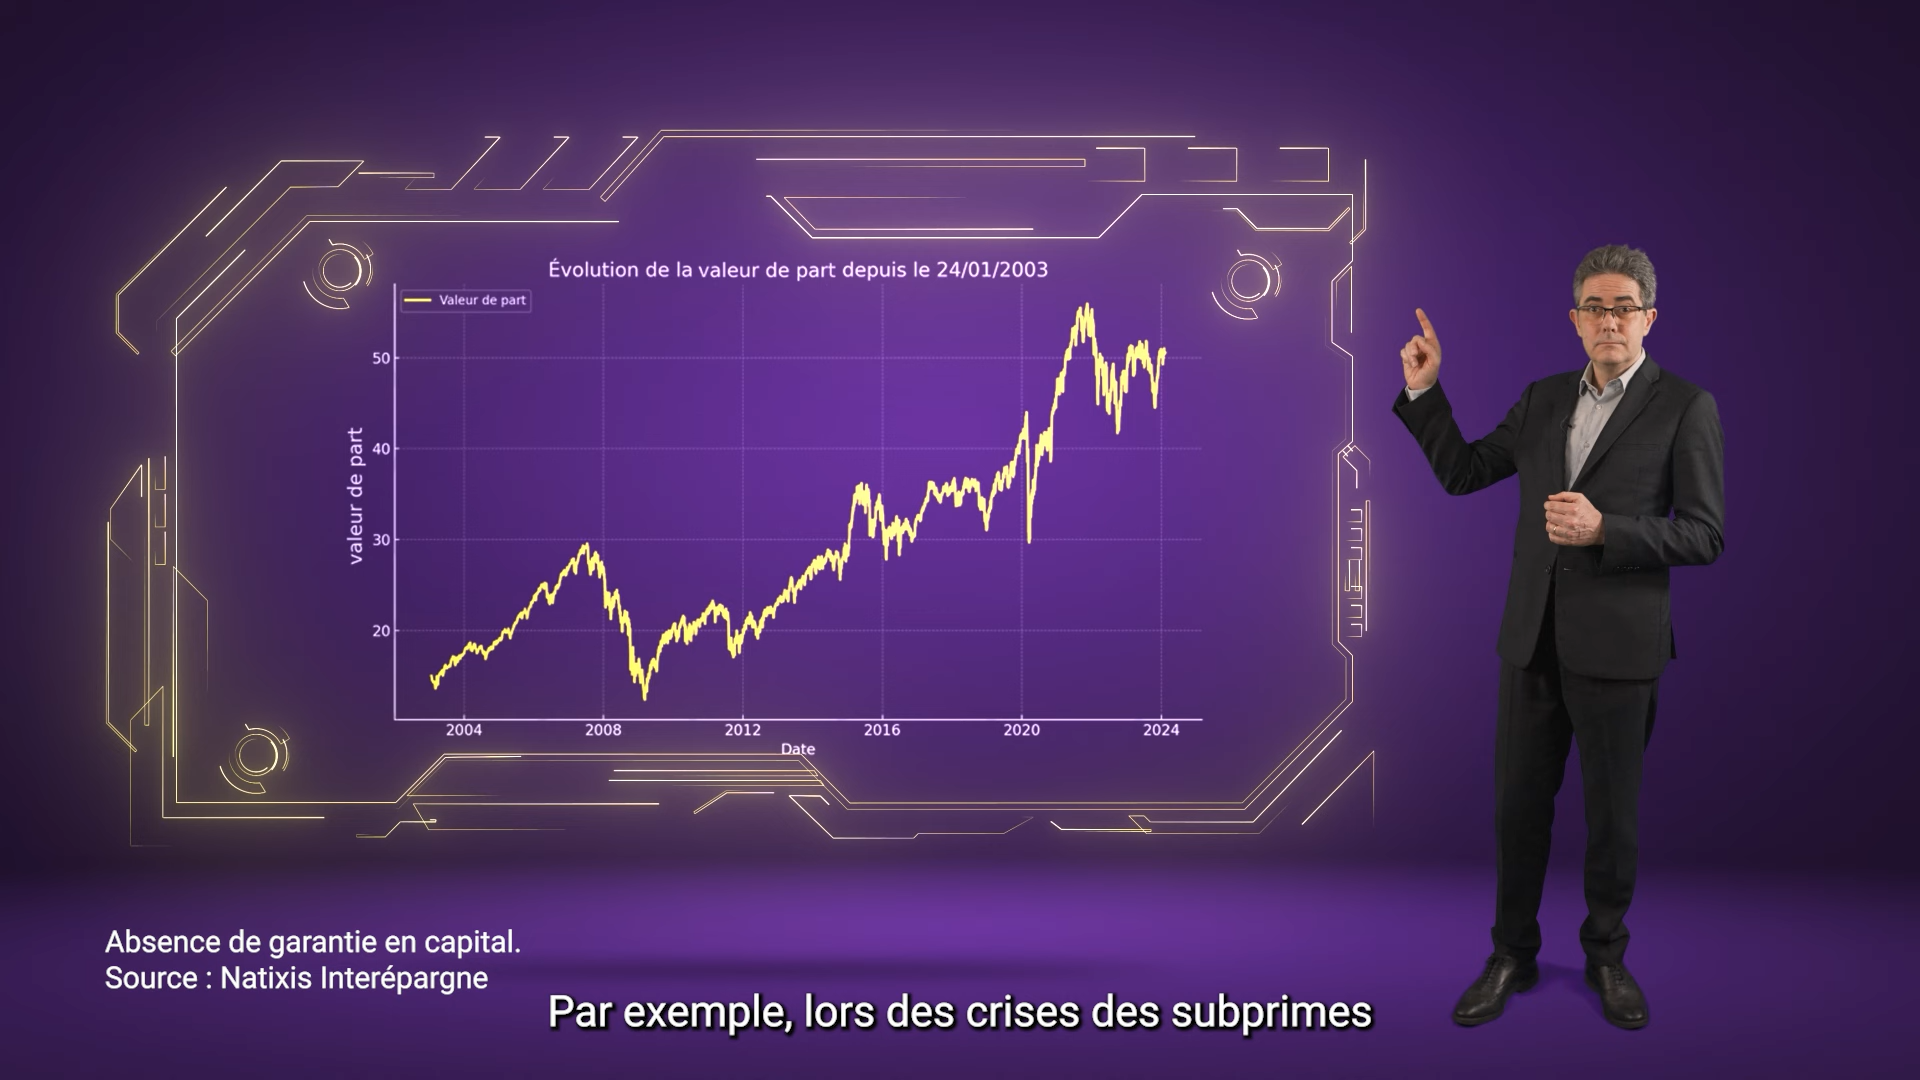 Évolution de la valeur de part depuis le 24/01/2003
Valeur de part
50
40
30
20
valeur de part
2004 2008 2012 2016 2020 2024
Date
Absence de garantie en capital.
Source : Natixis Interépargne
Par exemple, lors des crises des subprimes